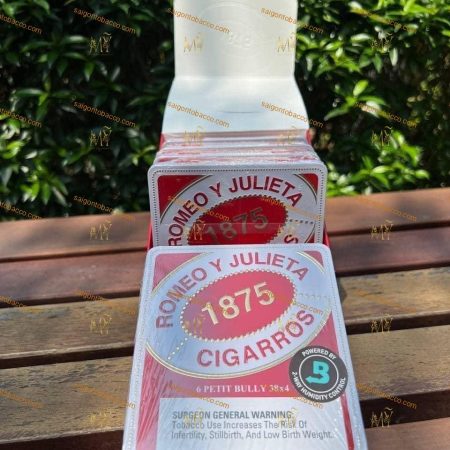 saigontobacco.com
ROMEO Y JULIETA
1875
ROMEO Y JULIETA
1875
CIGARROS
6 PETIT BULLY 38x4
POWERED BY
B
2-WAY HUMIDITY CONTROL
SURGEON GENERAL WARNING:
Tobacco Use Increases The Risk Of
Infertility, Stillbirth, And Low Birth Weight.